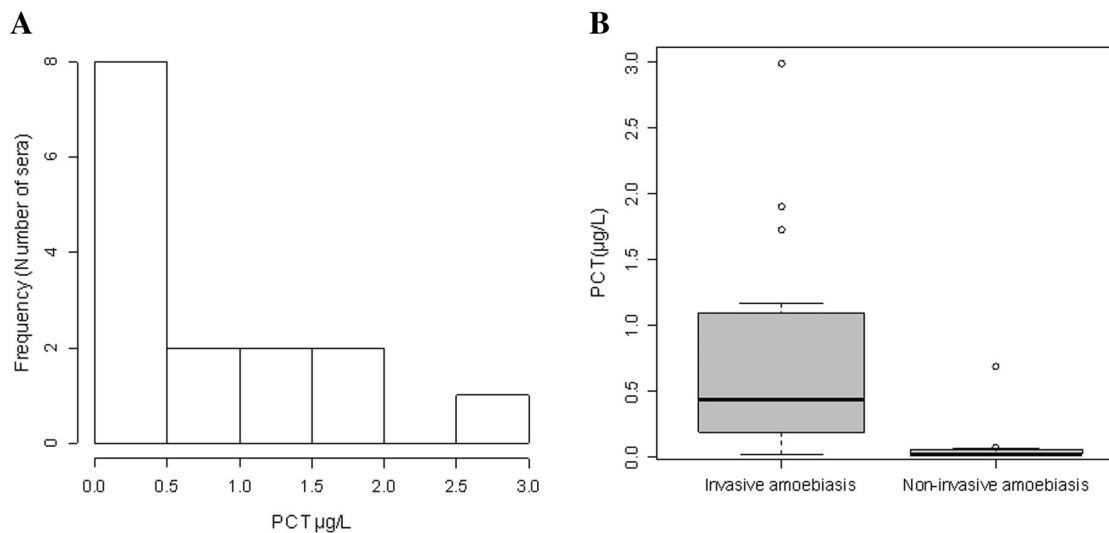 A
Frequency (Number of sera)
8
6
4
2
0
0.0 0.5 1.0 1.5 2.0 2.5 3.0
PCT µg/L
B
PCT(µg/L)
3.0
2.5
2.0
1.5
1.0
0.5
0.0
Invasive amoebiasis Non-invasive amoebiasis